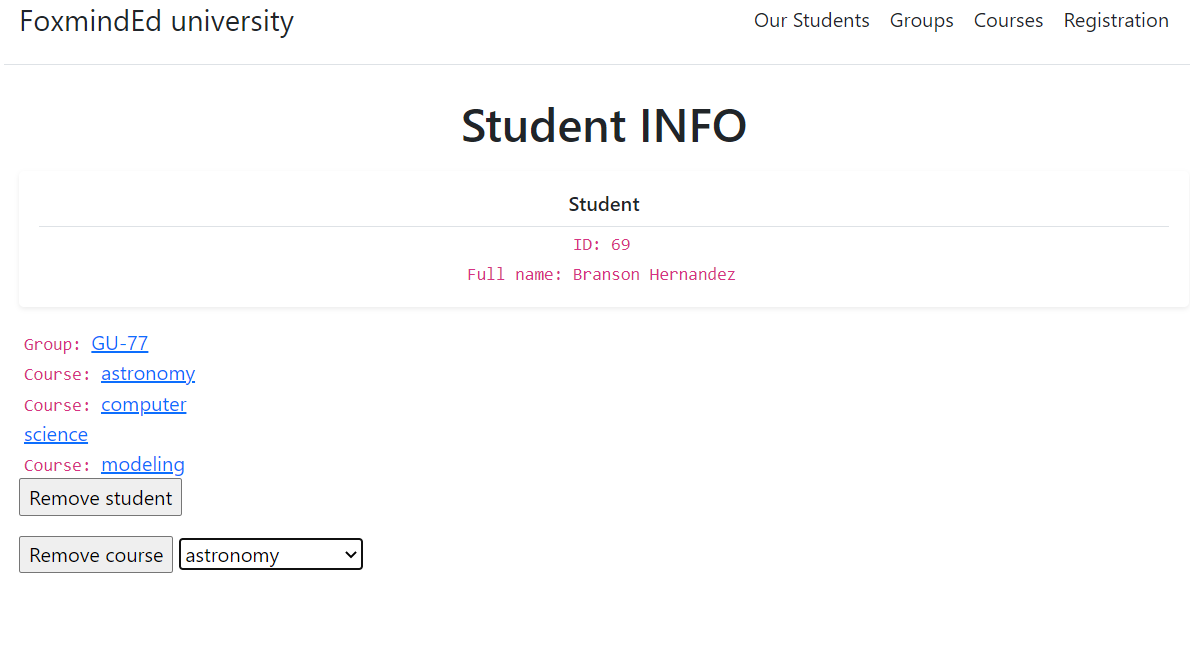 FoxmindEd university
Our Students Groups Courses Registration
Student INFO
Student
ID: 69
Full name: Branson Hernandez
Group: GU-77
Course: astronomy
Course: computer
science
Course: modeling
Remove student
Remove course astronomy